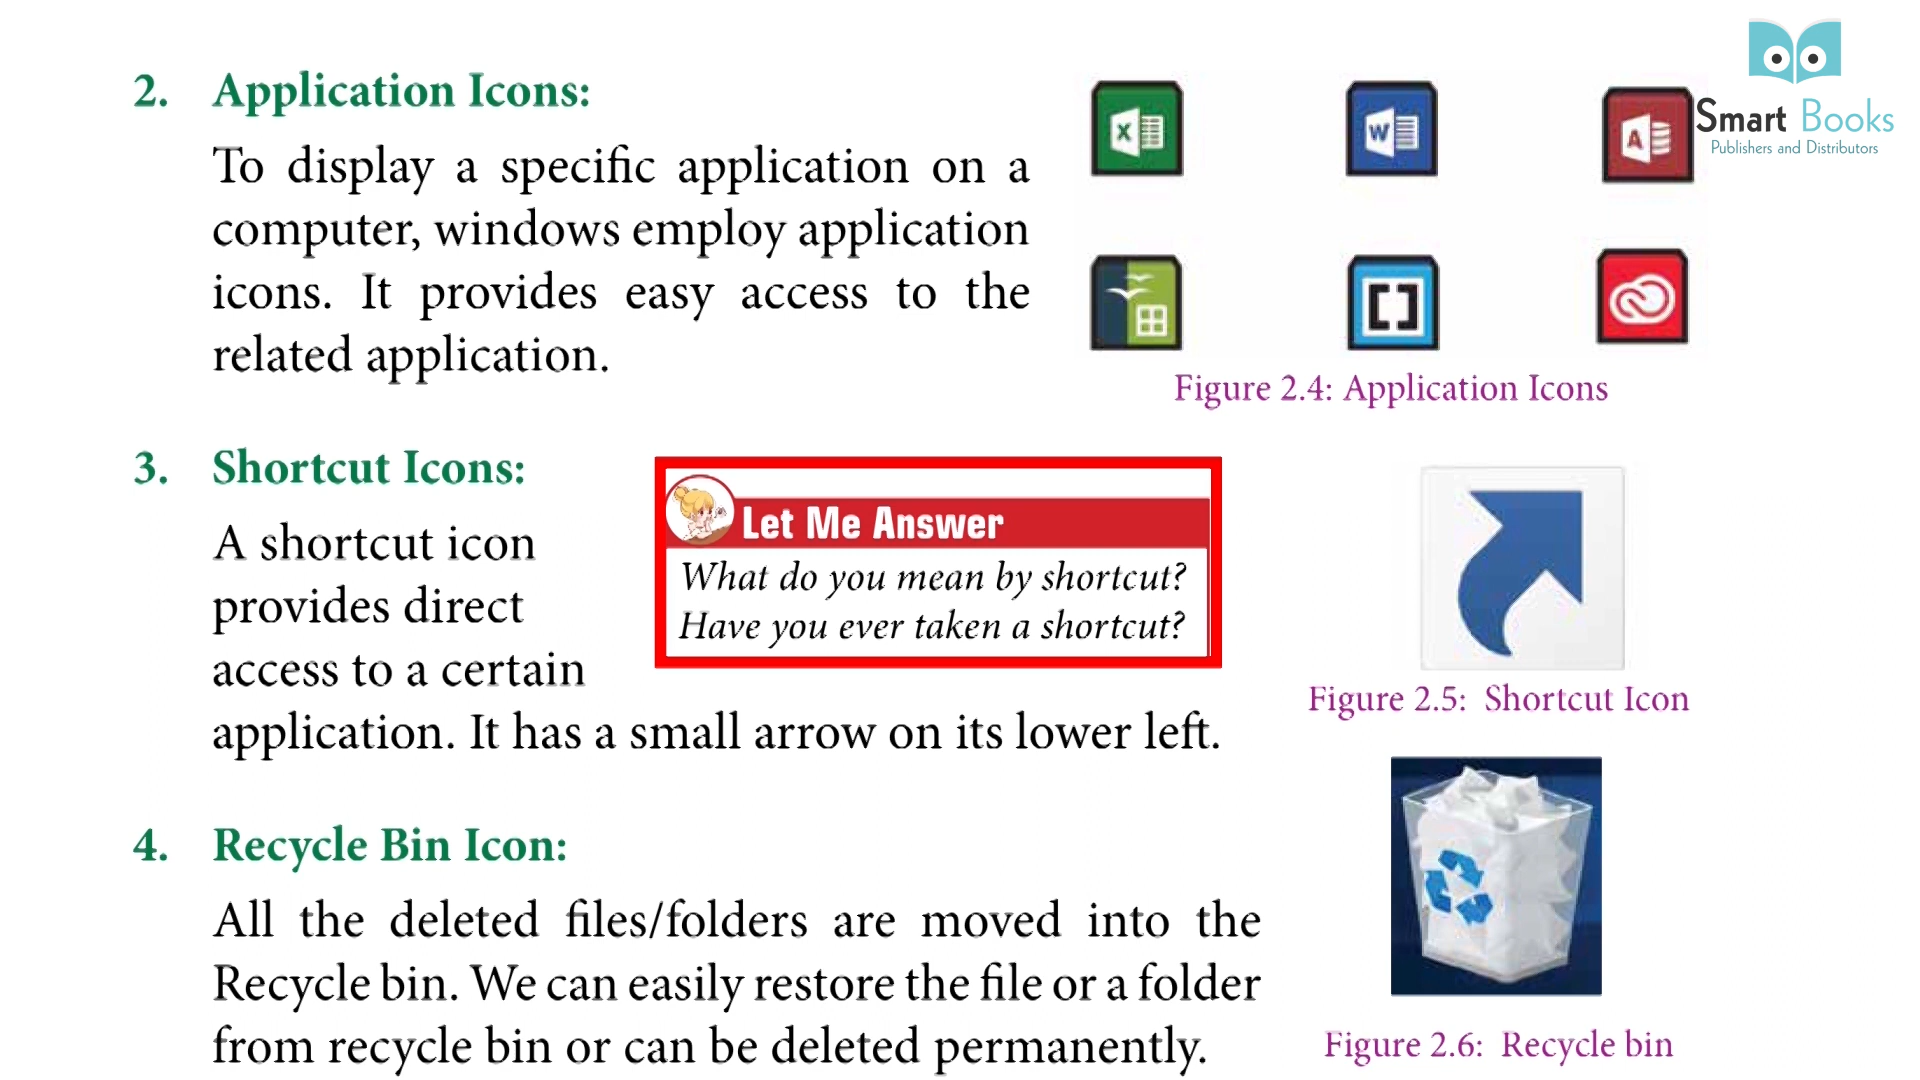 Smart Books
Publishers and Distributors
2. Application Icons:
To display a specific application on a
computer, windows employ application
icons. It provides easy access to the
related application.
X
W
A
Figure 2.4: Application Icons
3. Shortcut Icons:
A shortcut icon
provides direct
access to a certain
application. It has a small arrow on its lower left.
Let Me Answer
What do you mean by shortcut?
Have you ever taken a shortcut?
Figure 2.5: Shortcut Icon
4. Recycle Bin Icon:
All the deleted files/folders are moved into the
Recycle bin. We can easily restore the file or a folder
from recycle bin or can be deleted permanently.
Figure 2.6: Recycle bin